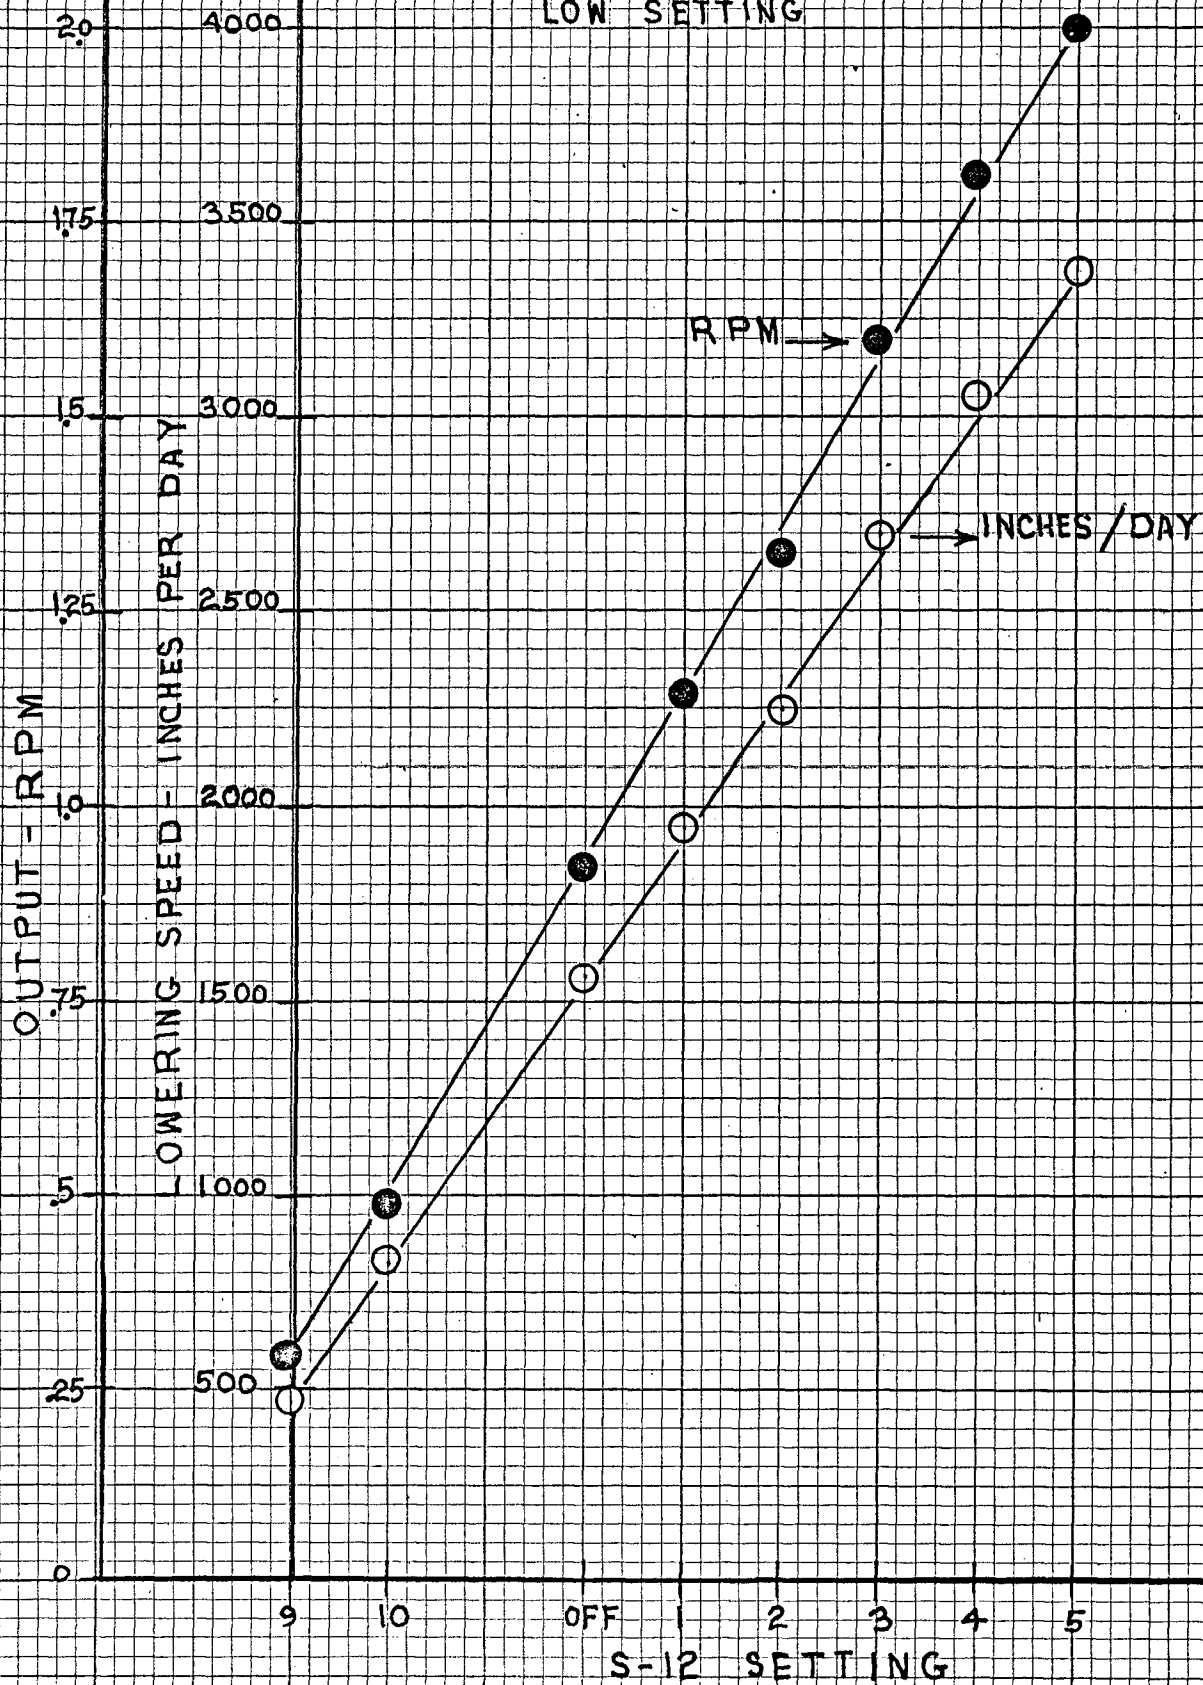 LOW SETTING
2.0
1.75
1.5
1.25
1.0
.75
.5
.25
0
OUTPUT - RPM
4000
3500
3000
2500
2000
1500
1000
500
LOWERING SPEED - INCHES PER DAY
RPM
INCHES/DAY
9 10 OFF 1 2 3 4 5
S-12 SETTING